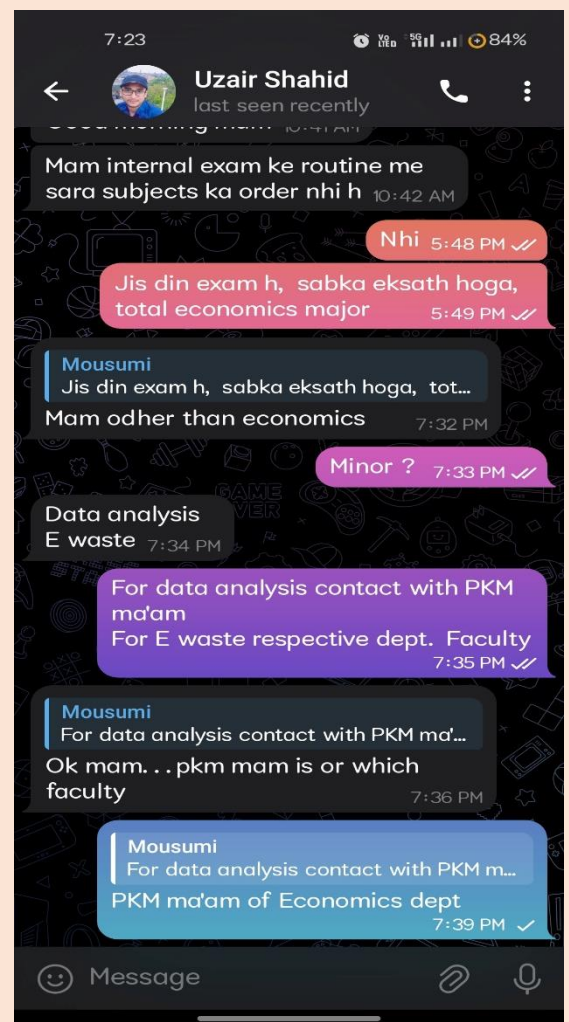 7:23
84%
Uzair Shahid
last seen recently
10:41 AM
Mam internal exam ke routine me
sara subjects ka order nhi h 10:42 AM
Nhi 5:48 PM
Jis din exam h, sabka eksath hoga,
total economics major 5:49 PM
Mousumi
Jis din exam h, sabka eksath hoga, tot...
Mam odher than economics 7:32 PM
Minor ? 7:33 PM
GAME
OVER
Data analysis
E waste 7:34 PM
For data analysis contact with PKM
ma'am
For E waste respective dept. Faculty
7:35 PM
Mousumi
For data analysis contact with PKM ma'...
Ok mam. . . pkm mam is or which
faculty 7:36 PM
Mousumi
For data analysis contact with PKM m...
PKM ma'am of Economics dept
7:39 PM
Message